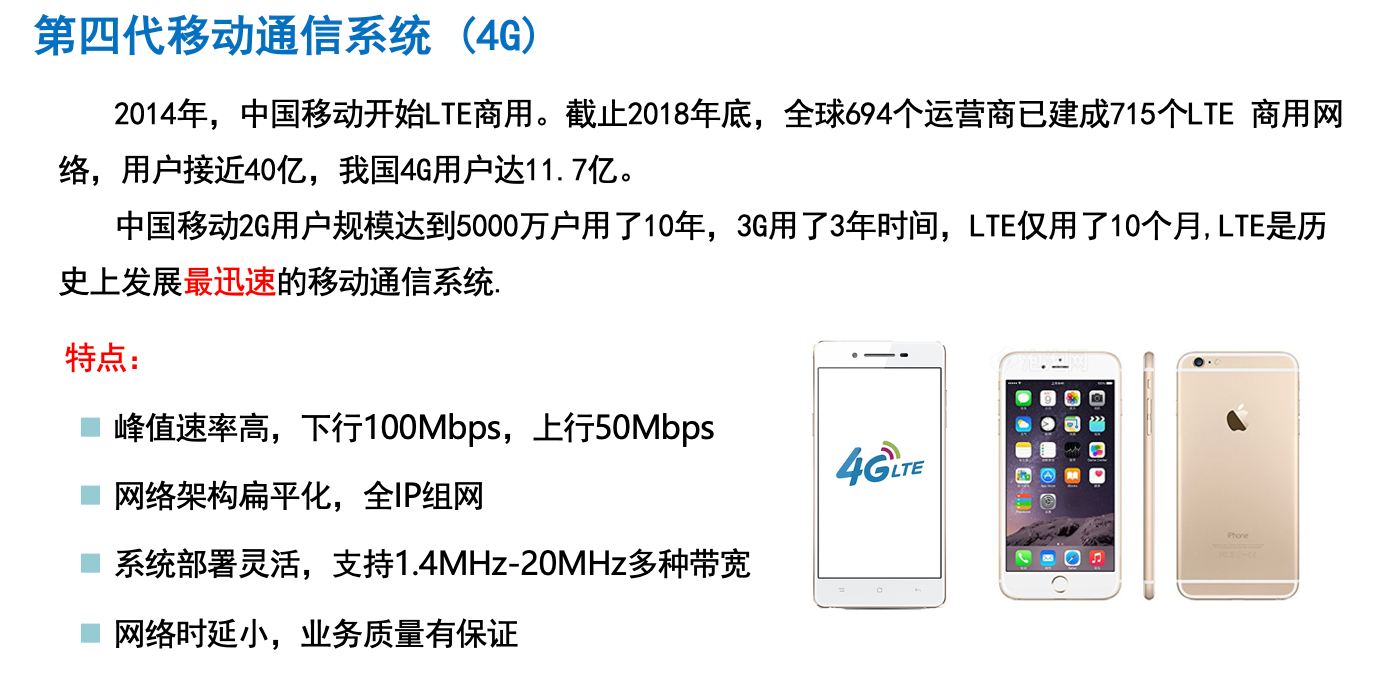 第四代移动通信系统 (4G)
2014年，中国移动开始LTE商用。截止2018年底，全球694个运营商已建成715个LTE 商用网
络，用户接近40亿，我国4G用户达11.7亿。
中国移动2G用户规模达到5000万户用了10年，3G用了3年时间，LTE仅用了10个月,LTE是历
史上发展最迅速的移动通信系统.
特点：
峰值速率高，下行100Mbps，上行50Mbps
网络架构扁平化，全IP组网
系统部署灵活，支持1.4MHz-20MHz多种带宽
网络时延小，业务质量有保证
4G LTE
iPhone